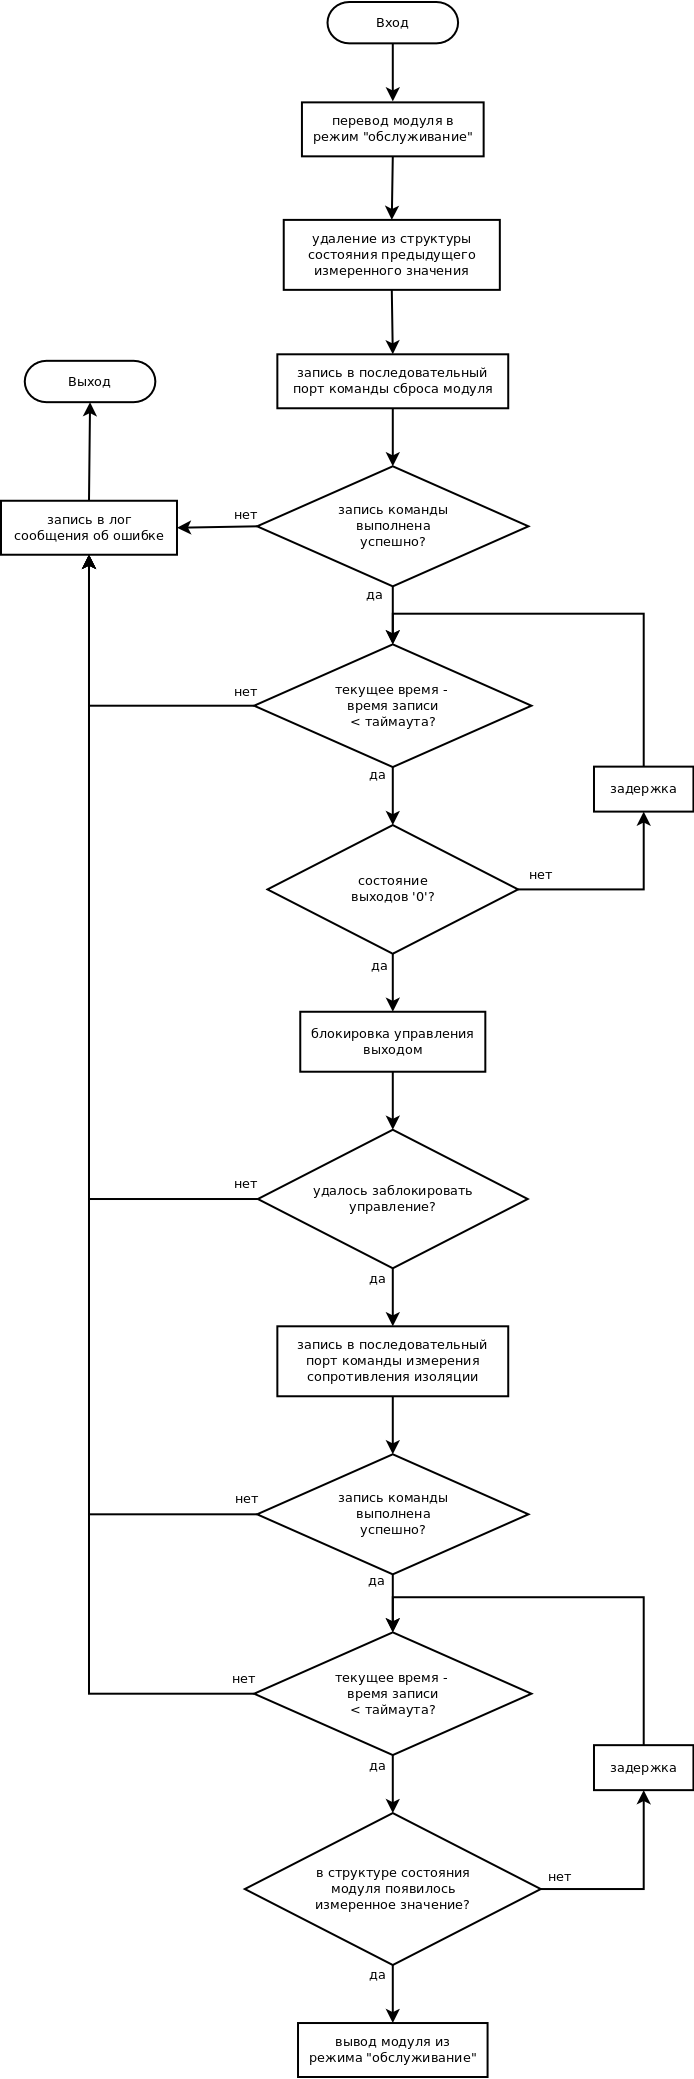 Вход
перевод модуля в
режим "обслуживание"
удаление из структуры
состояния предыдущего
измеренного значения
запись в последовательный
порт команды сброса модуля
Выход
запись в лог
сообщения об ошибке
нет
запись команды
выполнена
успешно?
да
нет
текущее время -
время записи
< таймаута?
да
задержка
состояние
выходов '0'?
нет
да
блокировка управления
выходом
нет
удалось заблокировать
управление?
да
запись в последовательный
порт команды измерения
сопротивления изоляции
нет
запись команды
выполнена
успешно?
да
нет
текущее время -
время записи
< таймаута?
да
задержка
в структуре состояния
модуля появилось
измеренное значение?
нет
да
вывод модуля из
режима "обслуживание"